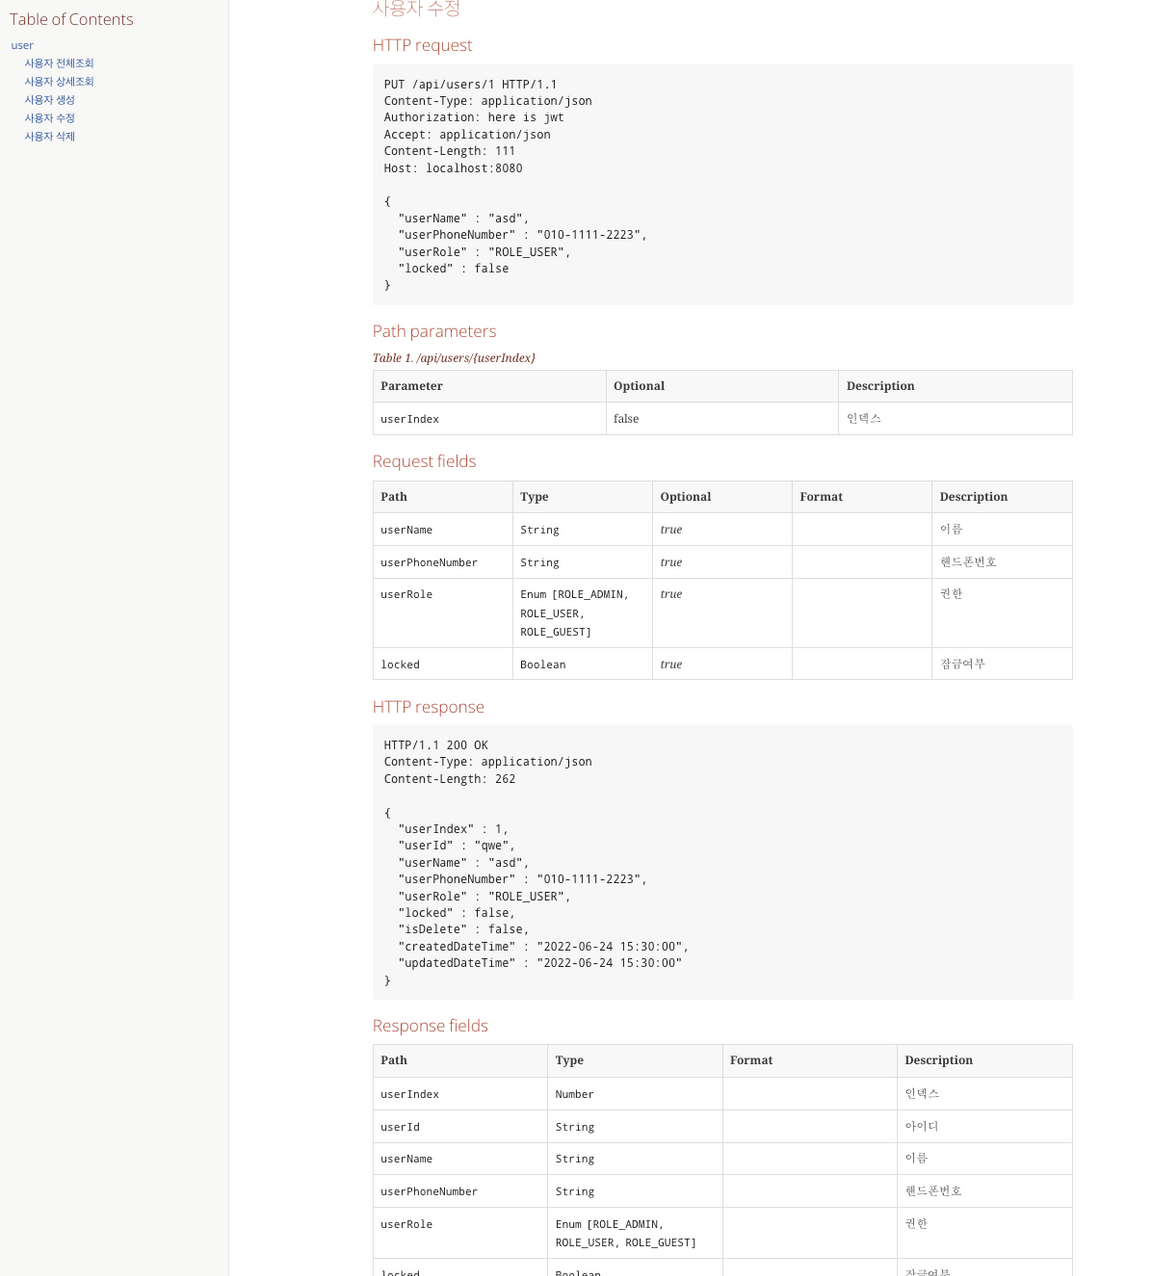 Table of Contents
user
사용자 전체조회
사용자 상세조회
사용자 생성
사용자 수정
사용자 삭제
사용자 수정
HTTP request
PUT /api/users/1 HTTP/1.1
Content-Type: application/json
Authorization: here is jwt
Accept: application/json
Content-Length: 111
Host: localhost:8080
{
"userName" : "asd",
"userPhoneNumber" : "010-1111-2223",
"userRole" : "ROLE_USER",
"locked" : false
}
Path parameters
Table 1. /api/users/{userIndex}
Parameter Optional Description
userIndex false 인덱스
Request fields
Path Type Optional Format Description
userName String true 이름
userPhoneNumber String true 핸드폰번호
userRole Enum [ROLE_ADMIN, true 권한
ROLE_USER,
ROLE_GUEST]
locked Boolean true 잠금여부
HTTP response
HTTP/1.1 200 OK
Content-Type: application/json
Content-Length: 262
{
"userIndex" : 1,
"userId" : "qwe",
"userName" : "asd",
"userPhoneNumber" : "010-1111-2223",
"userRole" : "ROLE_USER",
"locked" : false,
"isDelete" : false,
"createdDateTime" : "2022-06-24 15:30:00",
"updatedDateTime" : "2022-06-24 15:30:00"
}
Response fields
Path Type Format Description
userIndex Number 인덱스
userId String 아이디
userName String 이름
userPhoneNumber String 핸드폰번호
userRole Enum [ROLE_ADMIN, 권한
ROLE_USER, ROLE_GUEST]
locked Boolean 잠금여부